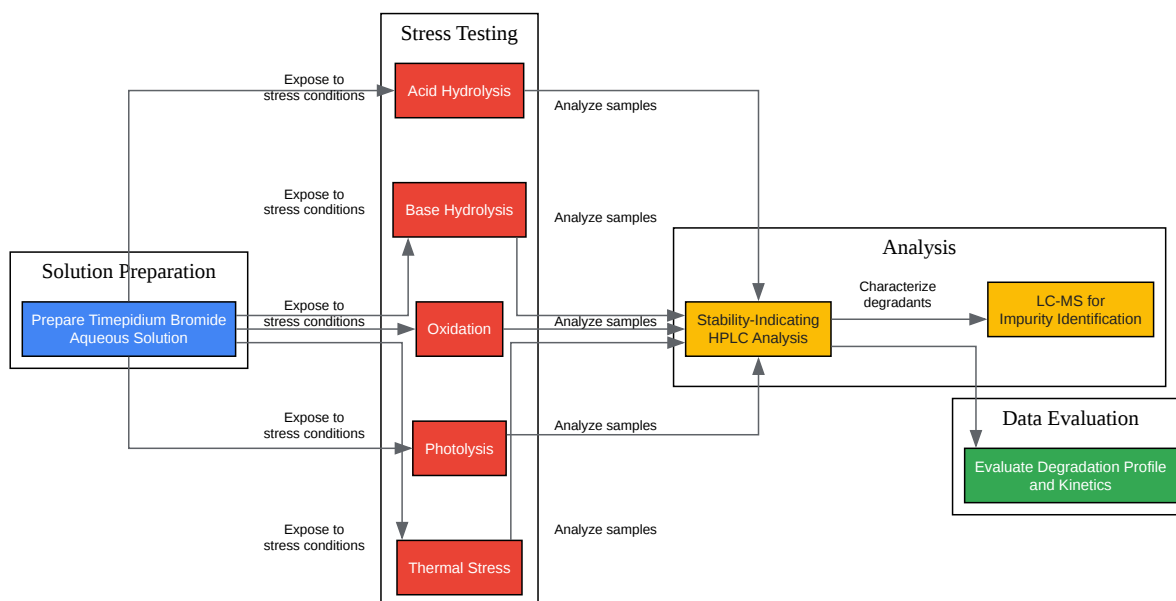 Stress Testing
Expose to
stress conditions
Acid Hydrolysis
Analyze samples
Expose to
stress conditions
Base Hydrolysis
Analyze samples
Solution Preparation
Prepare Timepidium Bromide
Aqueous Solution
Expose to
stress conditions
Oxidation
Analyze samples
Expose to
stress conditions
Photolysis
Analyze samples
Expose to
stress conditions
Thermal Stress
Analyze samples
Analysis
Stability-Indicating
HPLC Analysis
Characterize
degradants
LC-MS for
Impurity Identification
Data Evaluation
Evaluate Degradation Profile
and Kinetics